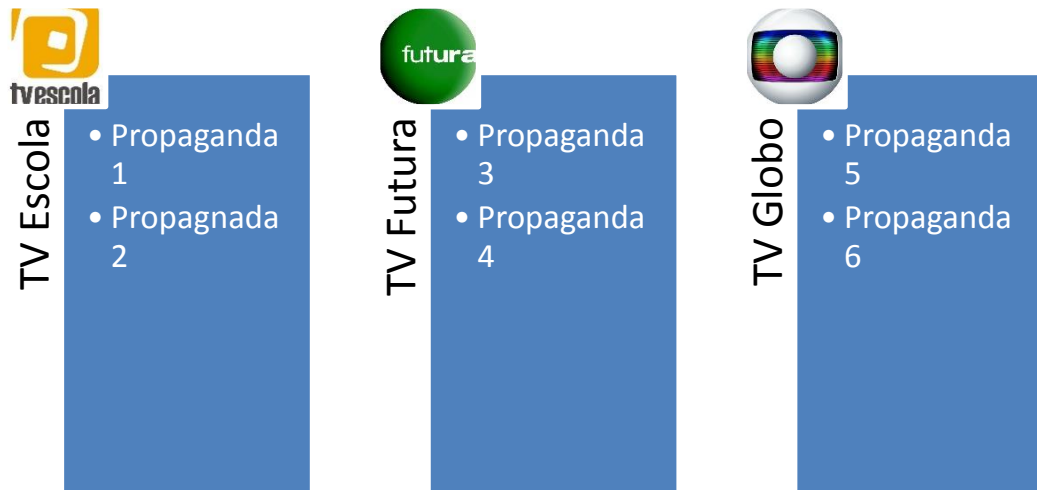 tvescola
TV Escola
• Propaganda
1
• Propagnada
2
futura
TV Futura
• Propaganda
3
• Propaganda
4
TV Globo
• Propaganda
5
• Propaganda
6